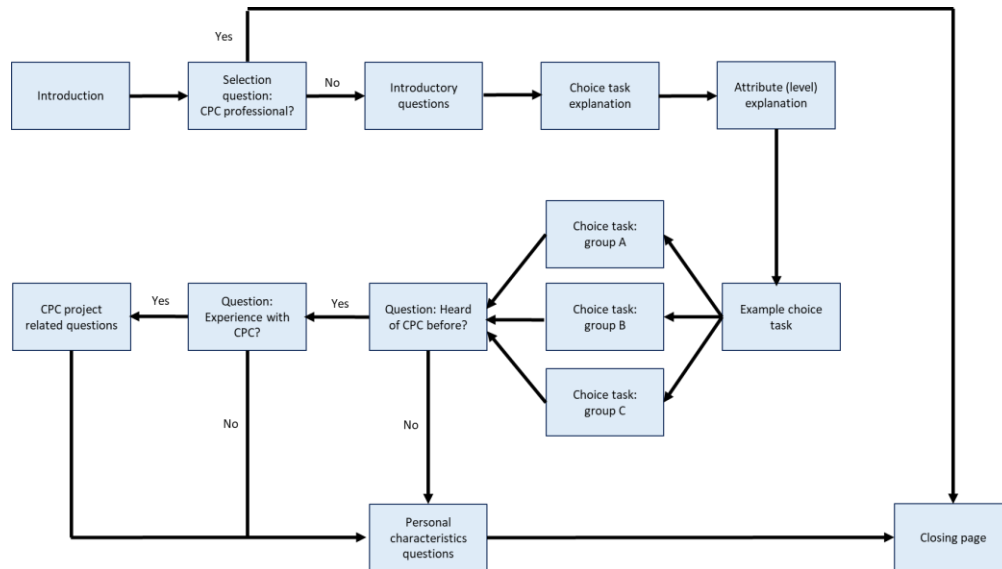 Yes
Introduction
Selection
question:
CPC professional?
No
Introductory
questions
Choice task
explanation
Attribute (level)
explanation
Choice task:
group A
CPC project
related questions
Yes
Question:
Experience with
CPC?
Yes
Question: Heard
of CPC before?
Choice task:
group B
Example choice
task
Choice task:
group C
No
No
Personal
characteristics
questions
Closing page